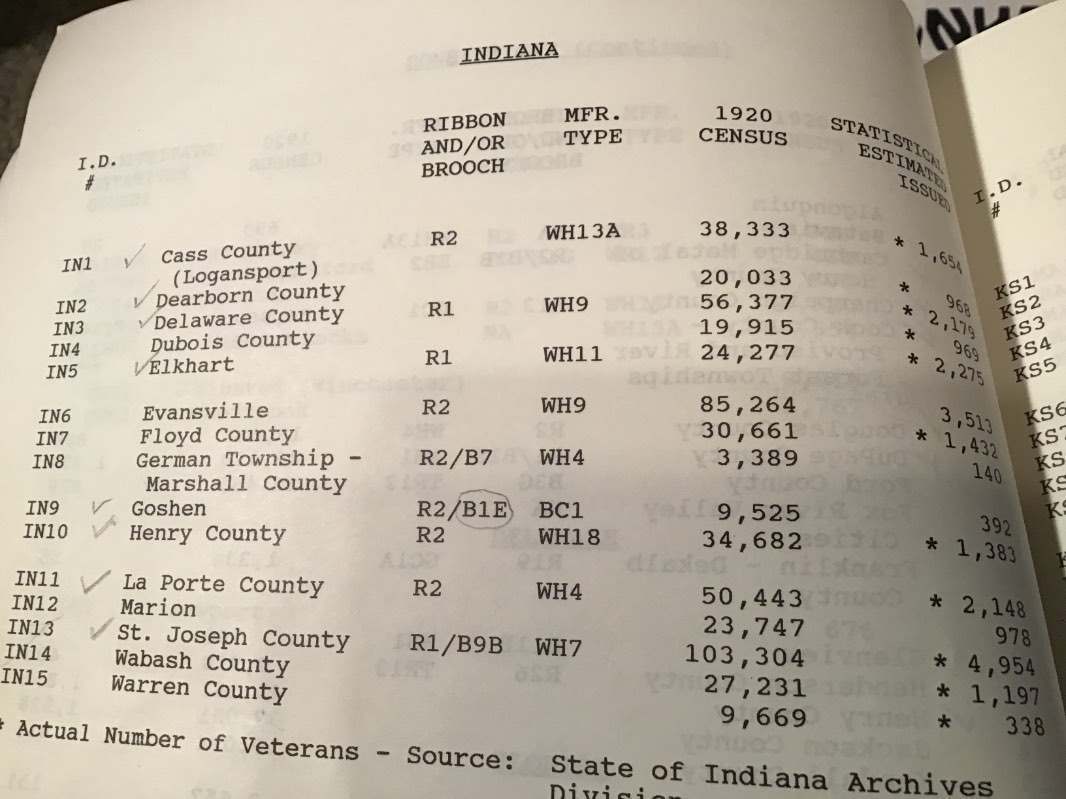 INDIANA
I.D. # RIBBON AND/OR BROOCH MFR. TYPE 1920 CENSUS STATISTICAL ESTIMATED ISSUED
IN1 Cass County R2 WH13A 38,333 * 1,654
(Logansport)
IN2 Dearborn County 20,033 * 968
IN3 Delaware County R1 WH9 56,377 * 2,179
IN4 Dubois County 19,915 * 969
IN5 Elkhart R1 WH11 24,277 * 2,275
IN6 Evansville R2 WH9 85,264 3,513
IN7 Floyd County 30,661 * 1,432
IN8 German Township - R2/B7 WH4 3,389 140
Marshall County
IN9 Goshen R2/B1E BC1 9,525 392
IN10 Henry County R2 WH18 34,682 * 1,383
IN11 La Porte County R2 WH4 50,443 * 2,148
IN12 Marion 23,747 978
IN13 St. Joseph County R1/B9B WH7 103,304 * 4,954
IN14 Wabash County 27,231 * 1,197
IN15 Warren County 9,669 * 338
* Actual Number of Veterans - Source: State of Indiana Archives
I.D.
#
KS1
KS2
KS3
KS4
KS5
KS6